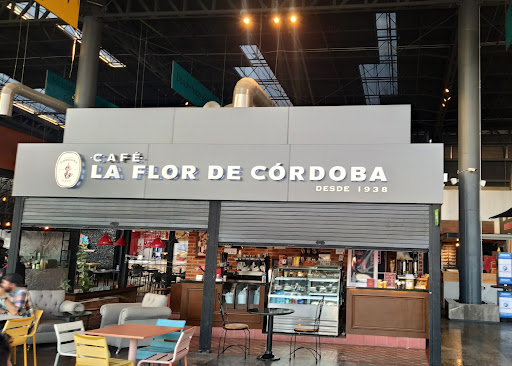 CAFÉ
LA FLOR DE CÓRDOBA
DESDE 1938